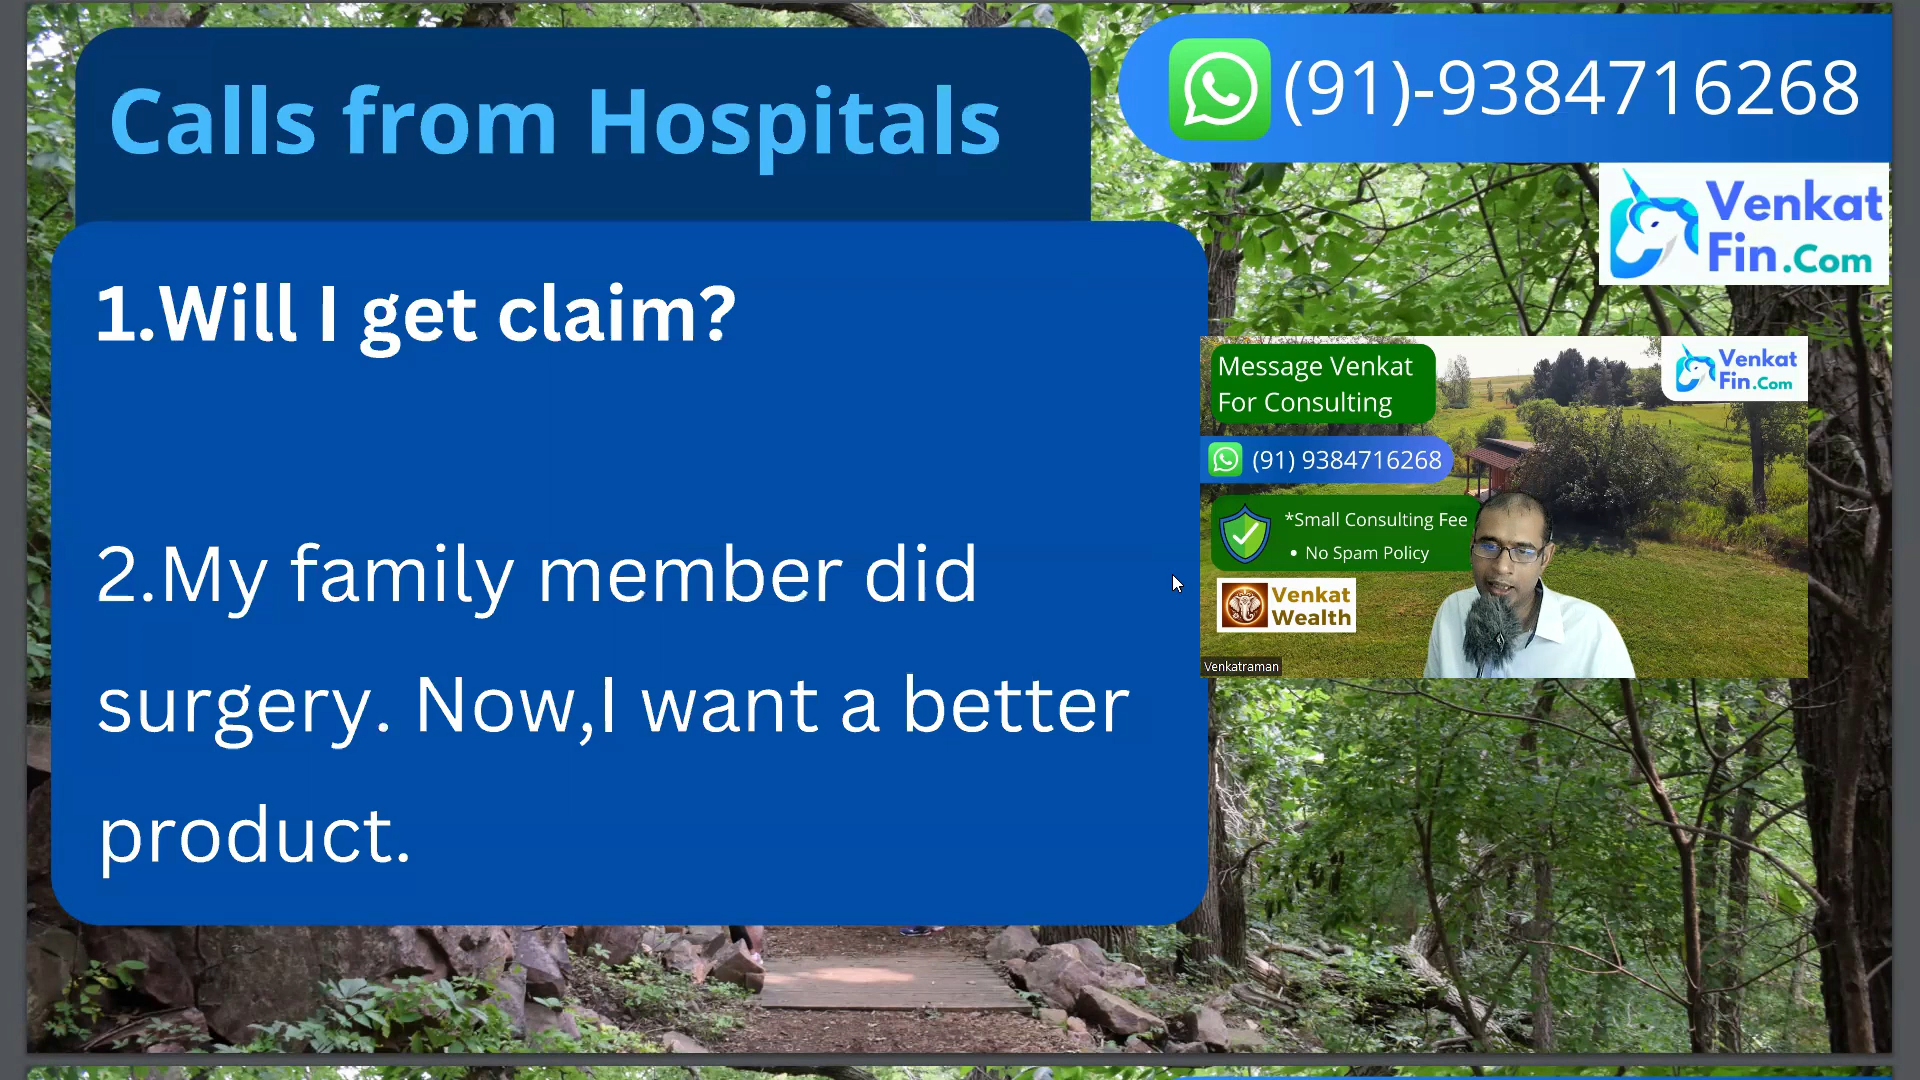 Calls from Hospitals
(91)-9384716268
Venkat
Fin.Com
1.Will I get claim?
2.My family member did
surgery. Now,I want a better
product.
Message Venkat
For Consulting
Venkat
Fin.Com
(91) 9384716268
*Small Consulting Fee
• No Spam Policy
Venkat
Wealth
Venkatraman